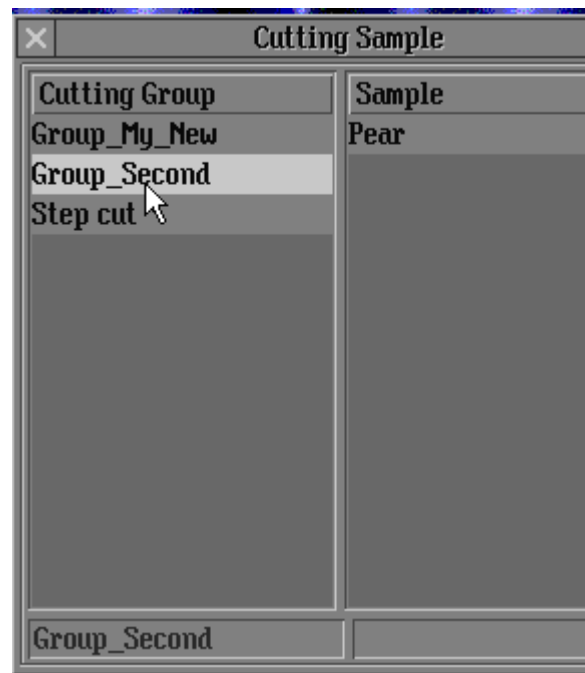 Cutting Sample
Cutting Group
Sample
Group_My_New
Pear
Group_Second
Step cut
Group_Second